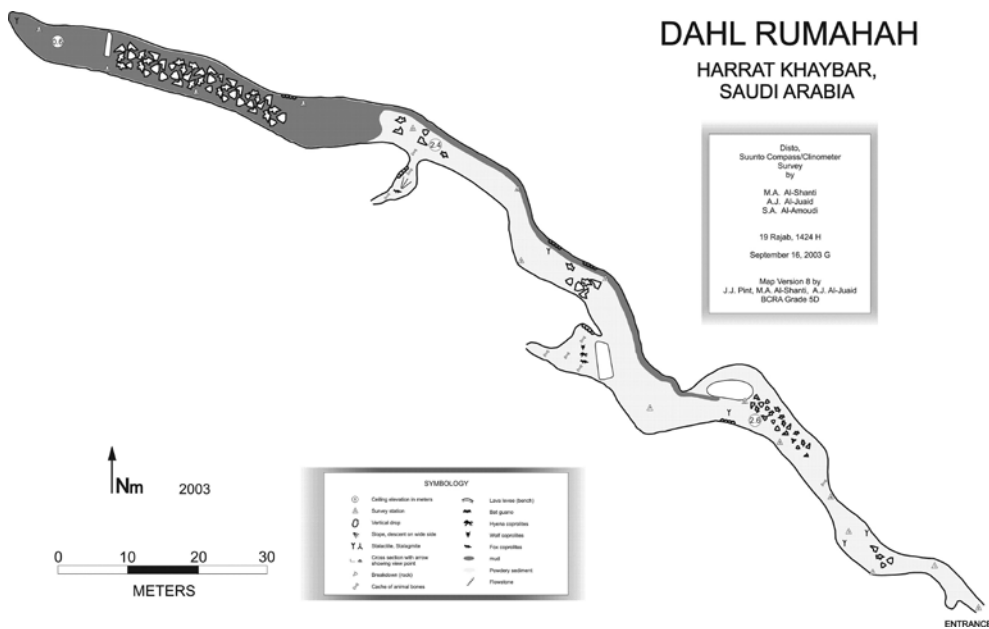 DAHL RUMAHAH
HARRAT KHAYBAR,
SAUDI ARABIA
Disto,
Suunto Compass/Clinometer
Survey
by
M.A. Al-Shanti
A.J. Al-Juaid
S.A. Al-Amoudi
19 Rajab, 1424 H
September 16, 2003 G
Map Version 8 by
J.J. Pint, M.A. Al-Shanti, A.J. Al-Juaid
BCRA Grade 5D
2.4
2.6
Nm 2003
0 10 20 30
METERS
SYMBOLOGY
Ceiling elevation in meters
Survey station
Vertical drop
Slope, descent on wide side
Stalactite, Stalagmite
Cross section with arrow
showing view point
Breakdown (rock)
Cache of animal bones
Lava levee (bench)
Bat guano
Hyena coprolites
Wolf coprolites
Fox coprolites
mud
Powdery sediment
Flowstone
ENTRANCE